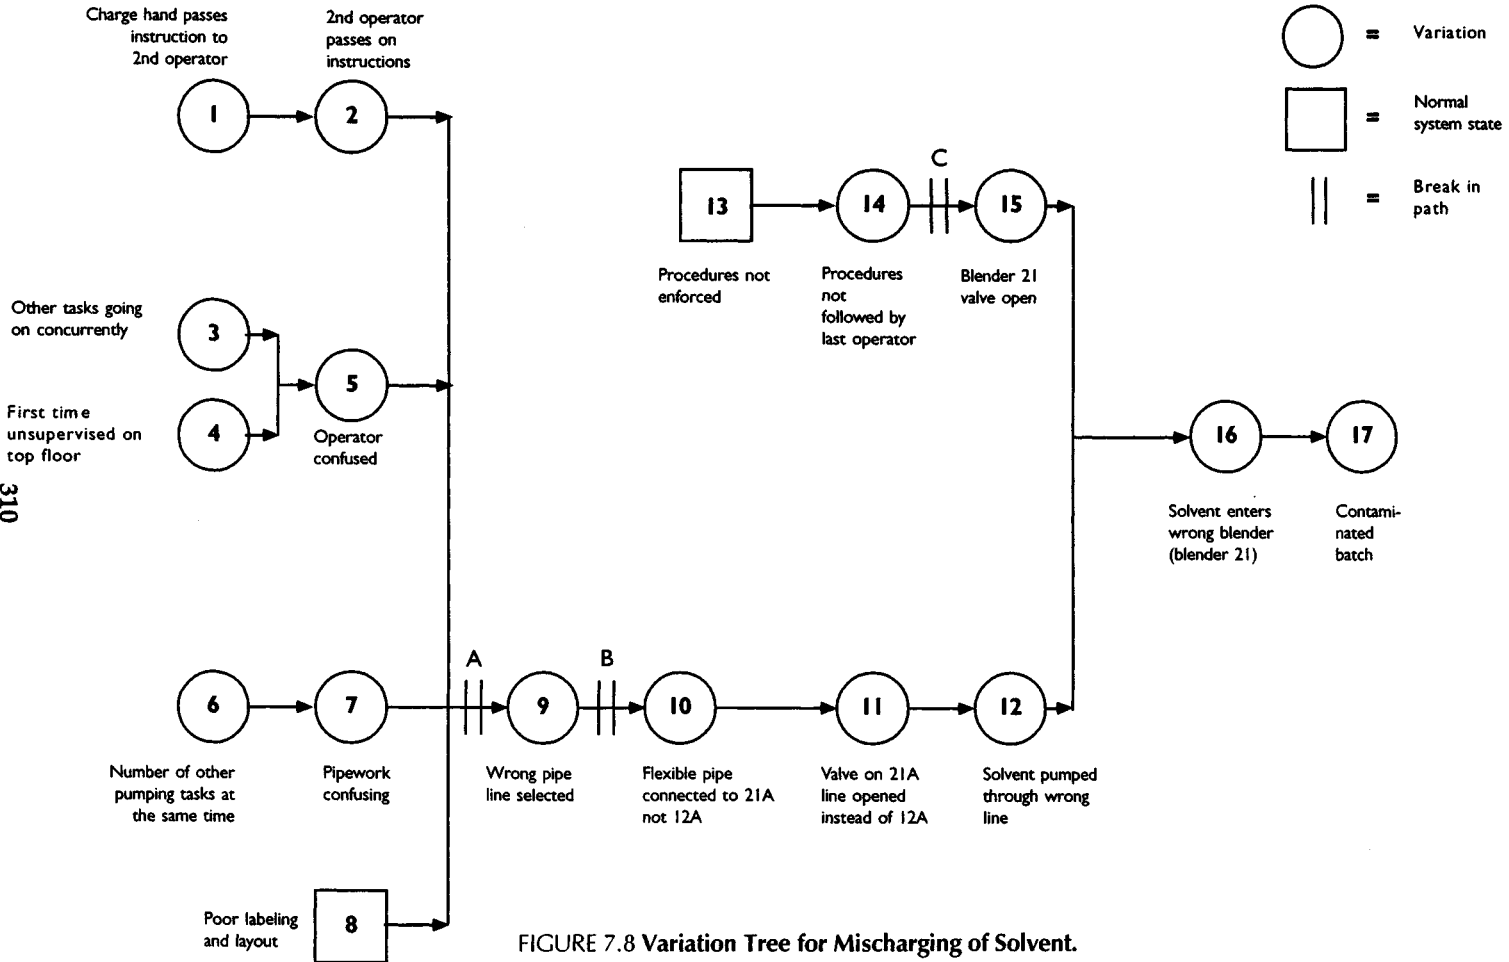 Charge hand passes
instruction to
2nd operator
2nd operator
passes on
instructions
1
2
= Variation
= Normal
system state
= Break in
path
C
13
14
15
Procedures not
enforced
Procedures
not
followed by
last operator
Blender 21
valve open
Other tasks going
on concurrently
3
First time
unsupervised on
top floor
4
5
Operator
confused
16
17
Solvent enters
wrong blender
(blender 21)
Contami-
nated
batch
310
A
B
6
7
9
10
11
12
Number of other
pumping tasks at
the same time
Pipework
confusing
Wrong pipe
line selected
Flexible pipe
connected to 21A
not 12A
Valve on 21A
line opened
instead of 12A
Solvent pumped
through wrong
line
Poor labeling
and layout
8
FIGURE 7.8 Variation Tree for Mischarging of Solvent.